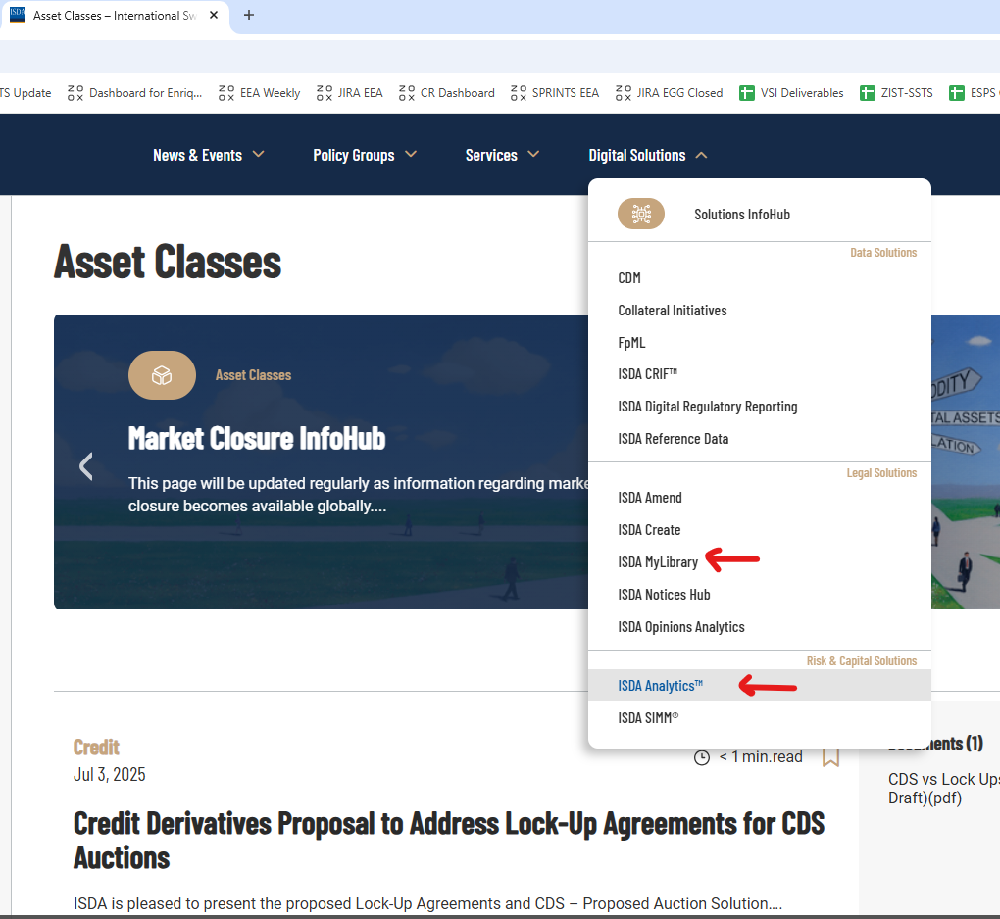 ISDA
Asset Classes – International Sw
TS Update
Dashboard for Enriq...
EEA Weekly
JIRA EEA
CR Dashboard
SPRINTS EEA
JIRA EGG Closed
VSI Deliverables
ZIST-SSTS
ESPS
News & Events
Policy Groups
Services
Digital Solutions
Solutions InfoHub
Data Solutions
CDM
Collateral Initiatives
FpML
ISDA CRIF™
ISDA Digital Regulatory Reporting
ISDA Reference Data
Legal Solutions
ISDA Amend
ISDA Create
ISDA MyLibrary
ISDA Notices Hub
ISDA Opinions Analytics
Risk & Capital Solutions
ISDA Analytics™
ISDA SIMM®
Asset Classes
Asset Classes
Market Closure InfoHub
This page will be updated regularly as information regarding marke
closure becomes available globally....
ODITY
TAL ASSETS
LATION
Credit
Jul 3, 2025
< 1 min.read
Credit Derivatives Proposal to Address Lock-Up Agreements for CDS
Auctions
ISDA is pleased to present the proposed Lock-Up Agreements and CDS – Proposed Auction Solution....
Documents (1)
CDS vs Lock Ups
Draft)(pdf)